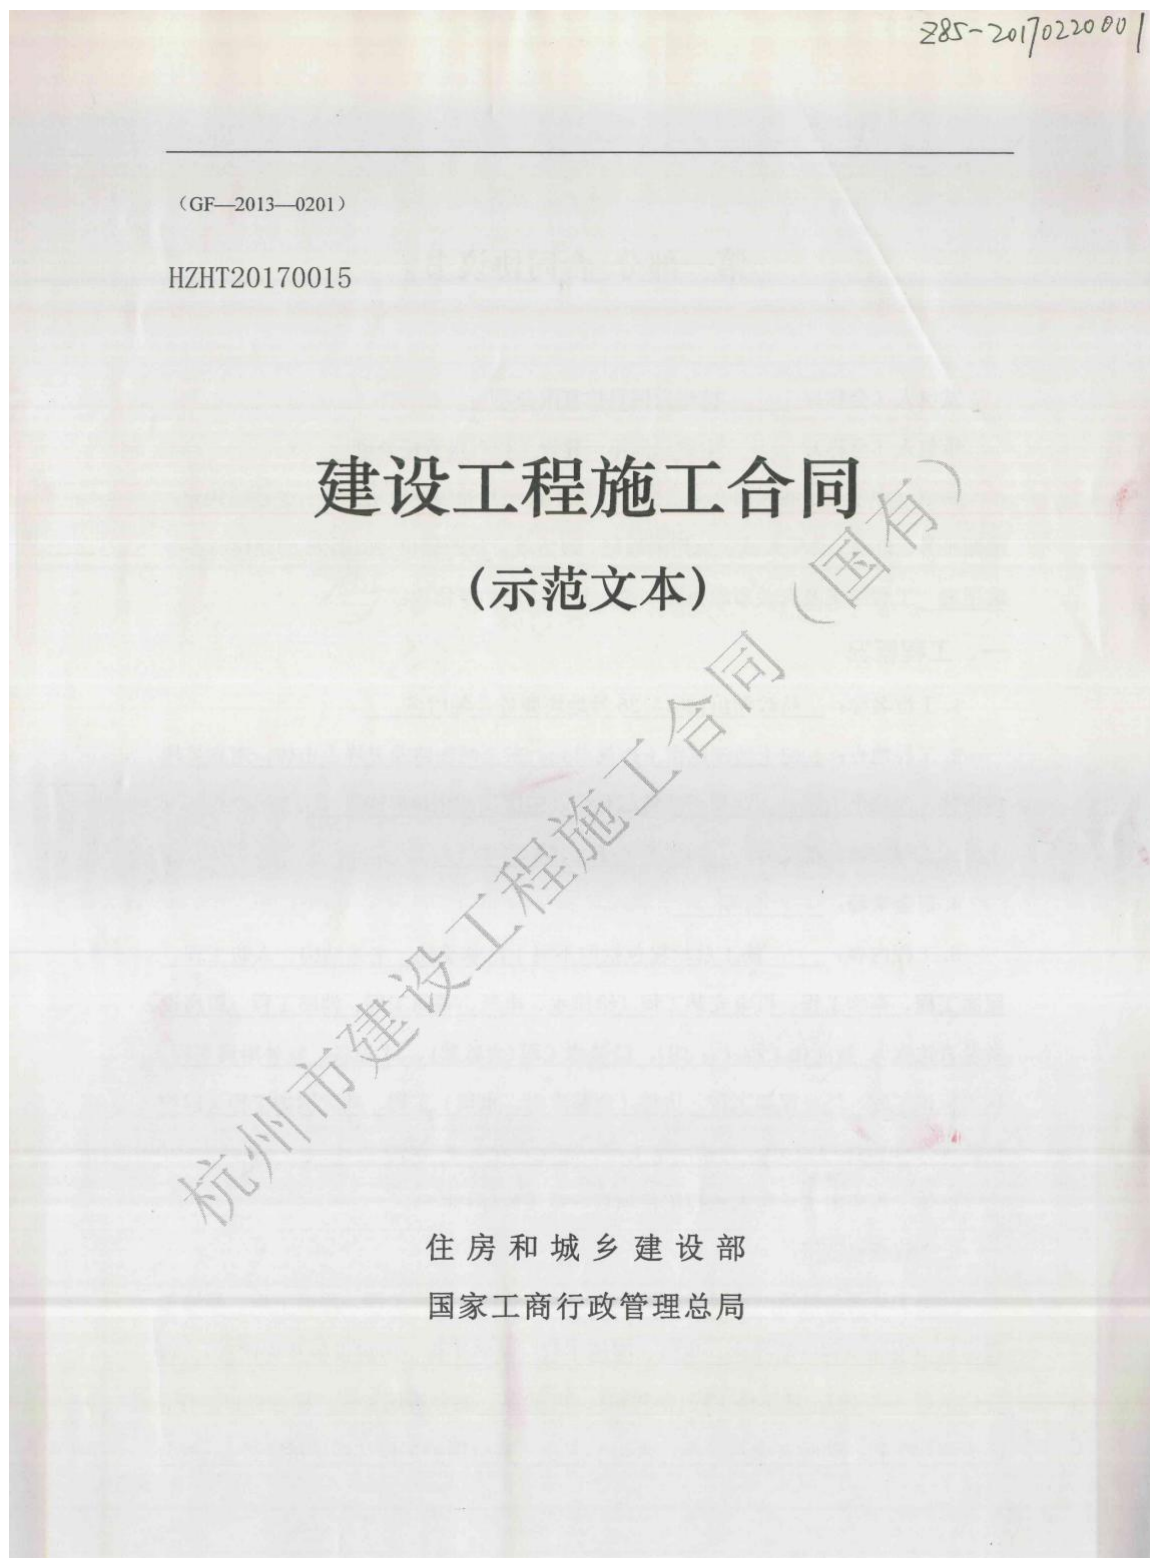 Z85-20170220001
（GF—2013—0201）
HZHT20170015
建设工程施工合同
(示范文本)
杭州市建设工程施工合同（国有）
住房和城乡建设部
国家工商行政管理总局